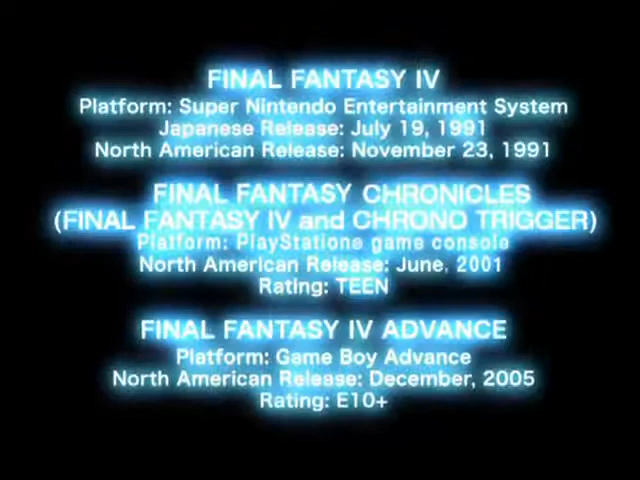 FINAL FANTASY IV
Platform: Super Nintendo Entertainment System
Japanese Release: July 19, 1991
North American Release: November 23, 1991
FINAL FANTASY CHRONICLES
(FINAL FANTASY IV and CHRONO TRIGGER)
Platform: PlayStation® game console
North American Release: June, 2001
Rating: TEEN
FINAL FANTASY IV ADVANCE
Platform: Game Boy Advance
North American Release: December, 2005
Rating: E10+